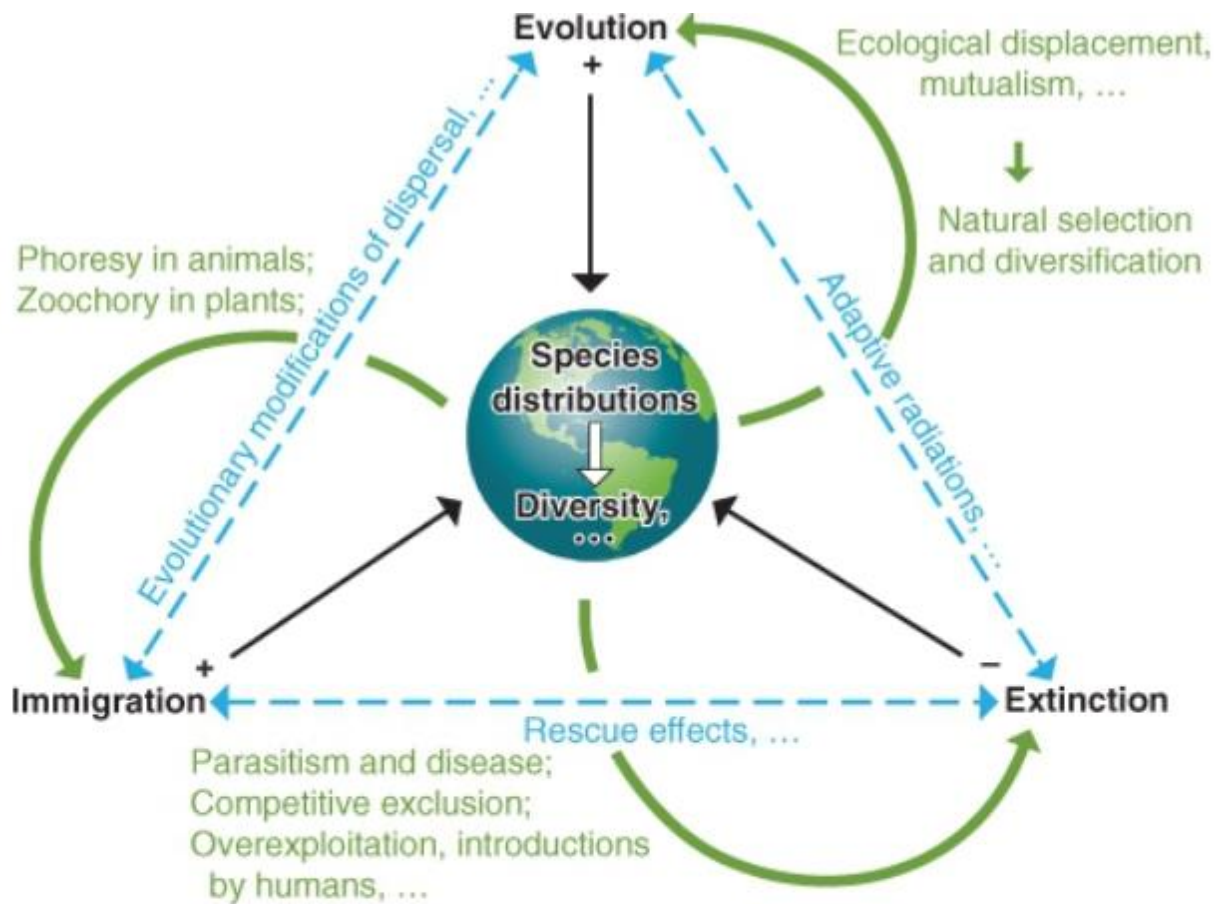 Evolution
+
Ecological displacement,
mutualism, ...
Natural selection
and diversification
Evolutionary modifications of dispersal, ...
Phoresy in animals;
Zoochory in plants;
Adaptive radiations, ...
Species
distributions
Diversity,
...
+
−
Immigration
Extinction
Rescue effects, ...
Parasitism and disease;
Competitive exclusion;
Overexploitation, introductions
by humans, ...